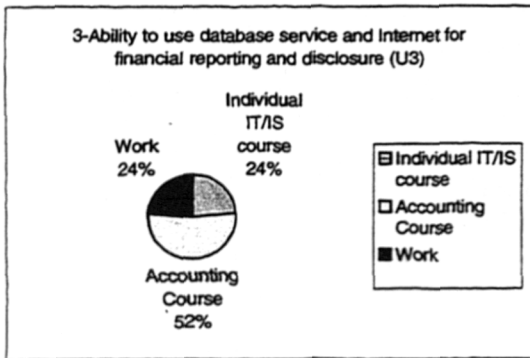 3-Ability to use database service and Internet for
financial reporting and disclosure (U3)
Individual
IT/IS
course
24%
Work
24%
Accounting
Course
52%
Individual IT/IS
course
Accounting
Course
Work